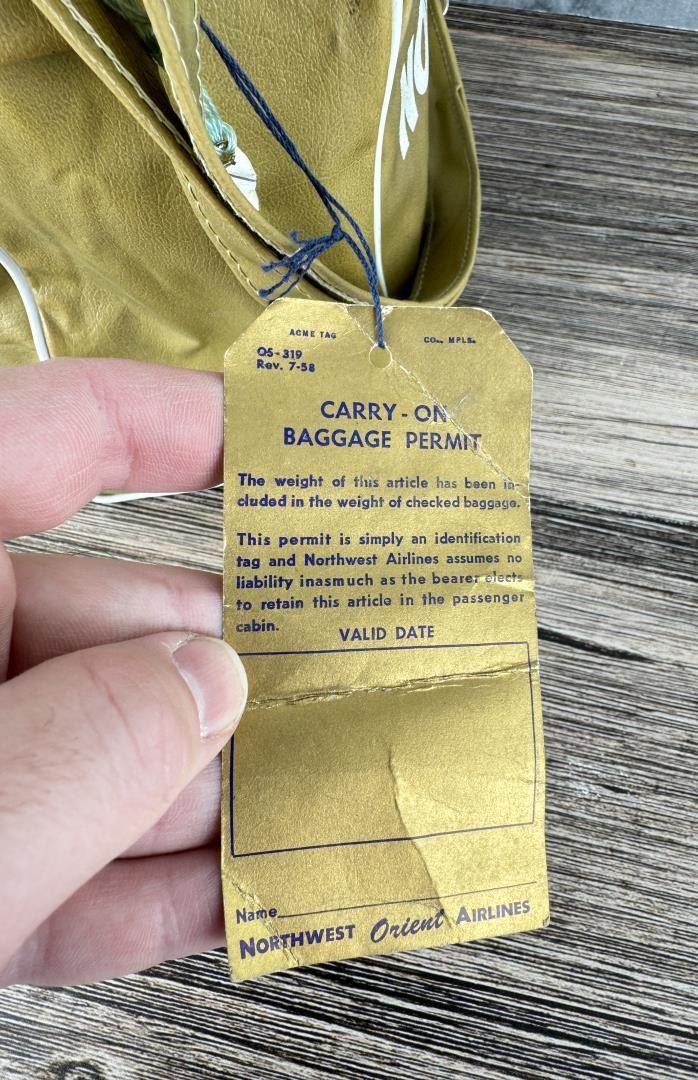 NO
ACME TAG CO., MPLS.
OS-319
Rev. 7-58
CARRY-ON
BAGGAGE PERMIT
The weight of this article has been in-
cluded in the weight of checked baggage.
This permit is simply an identification
tag and Northwest Airlines assumes no
liability inasmuch as the bearer elects
to retain this article in the passenger
cabin.
VALID DATE
Name
NORTHWEST Orient AIRLINES